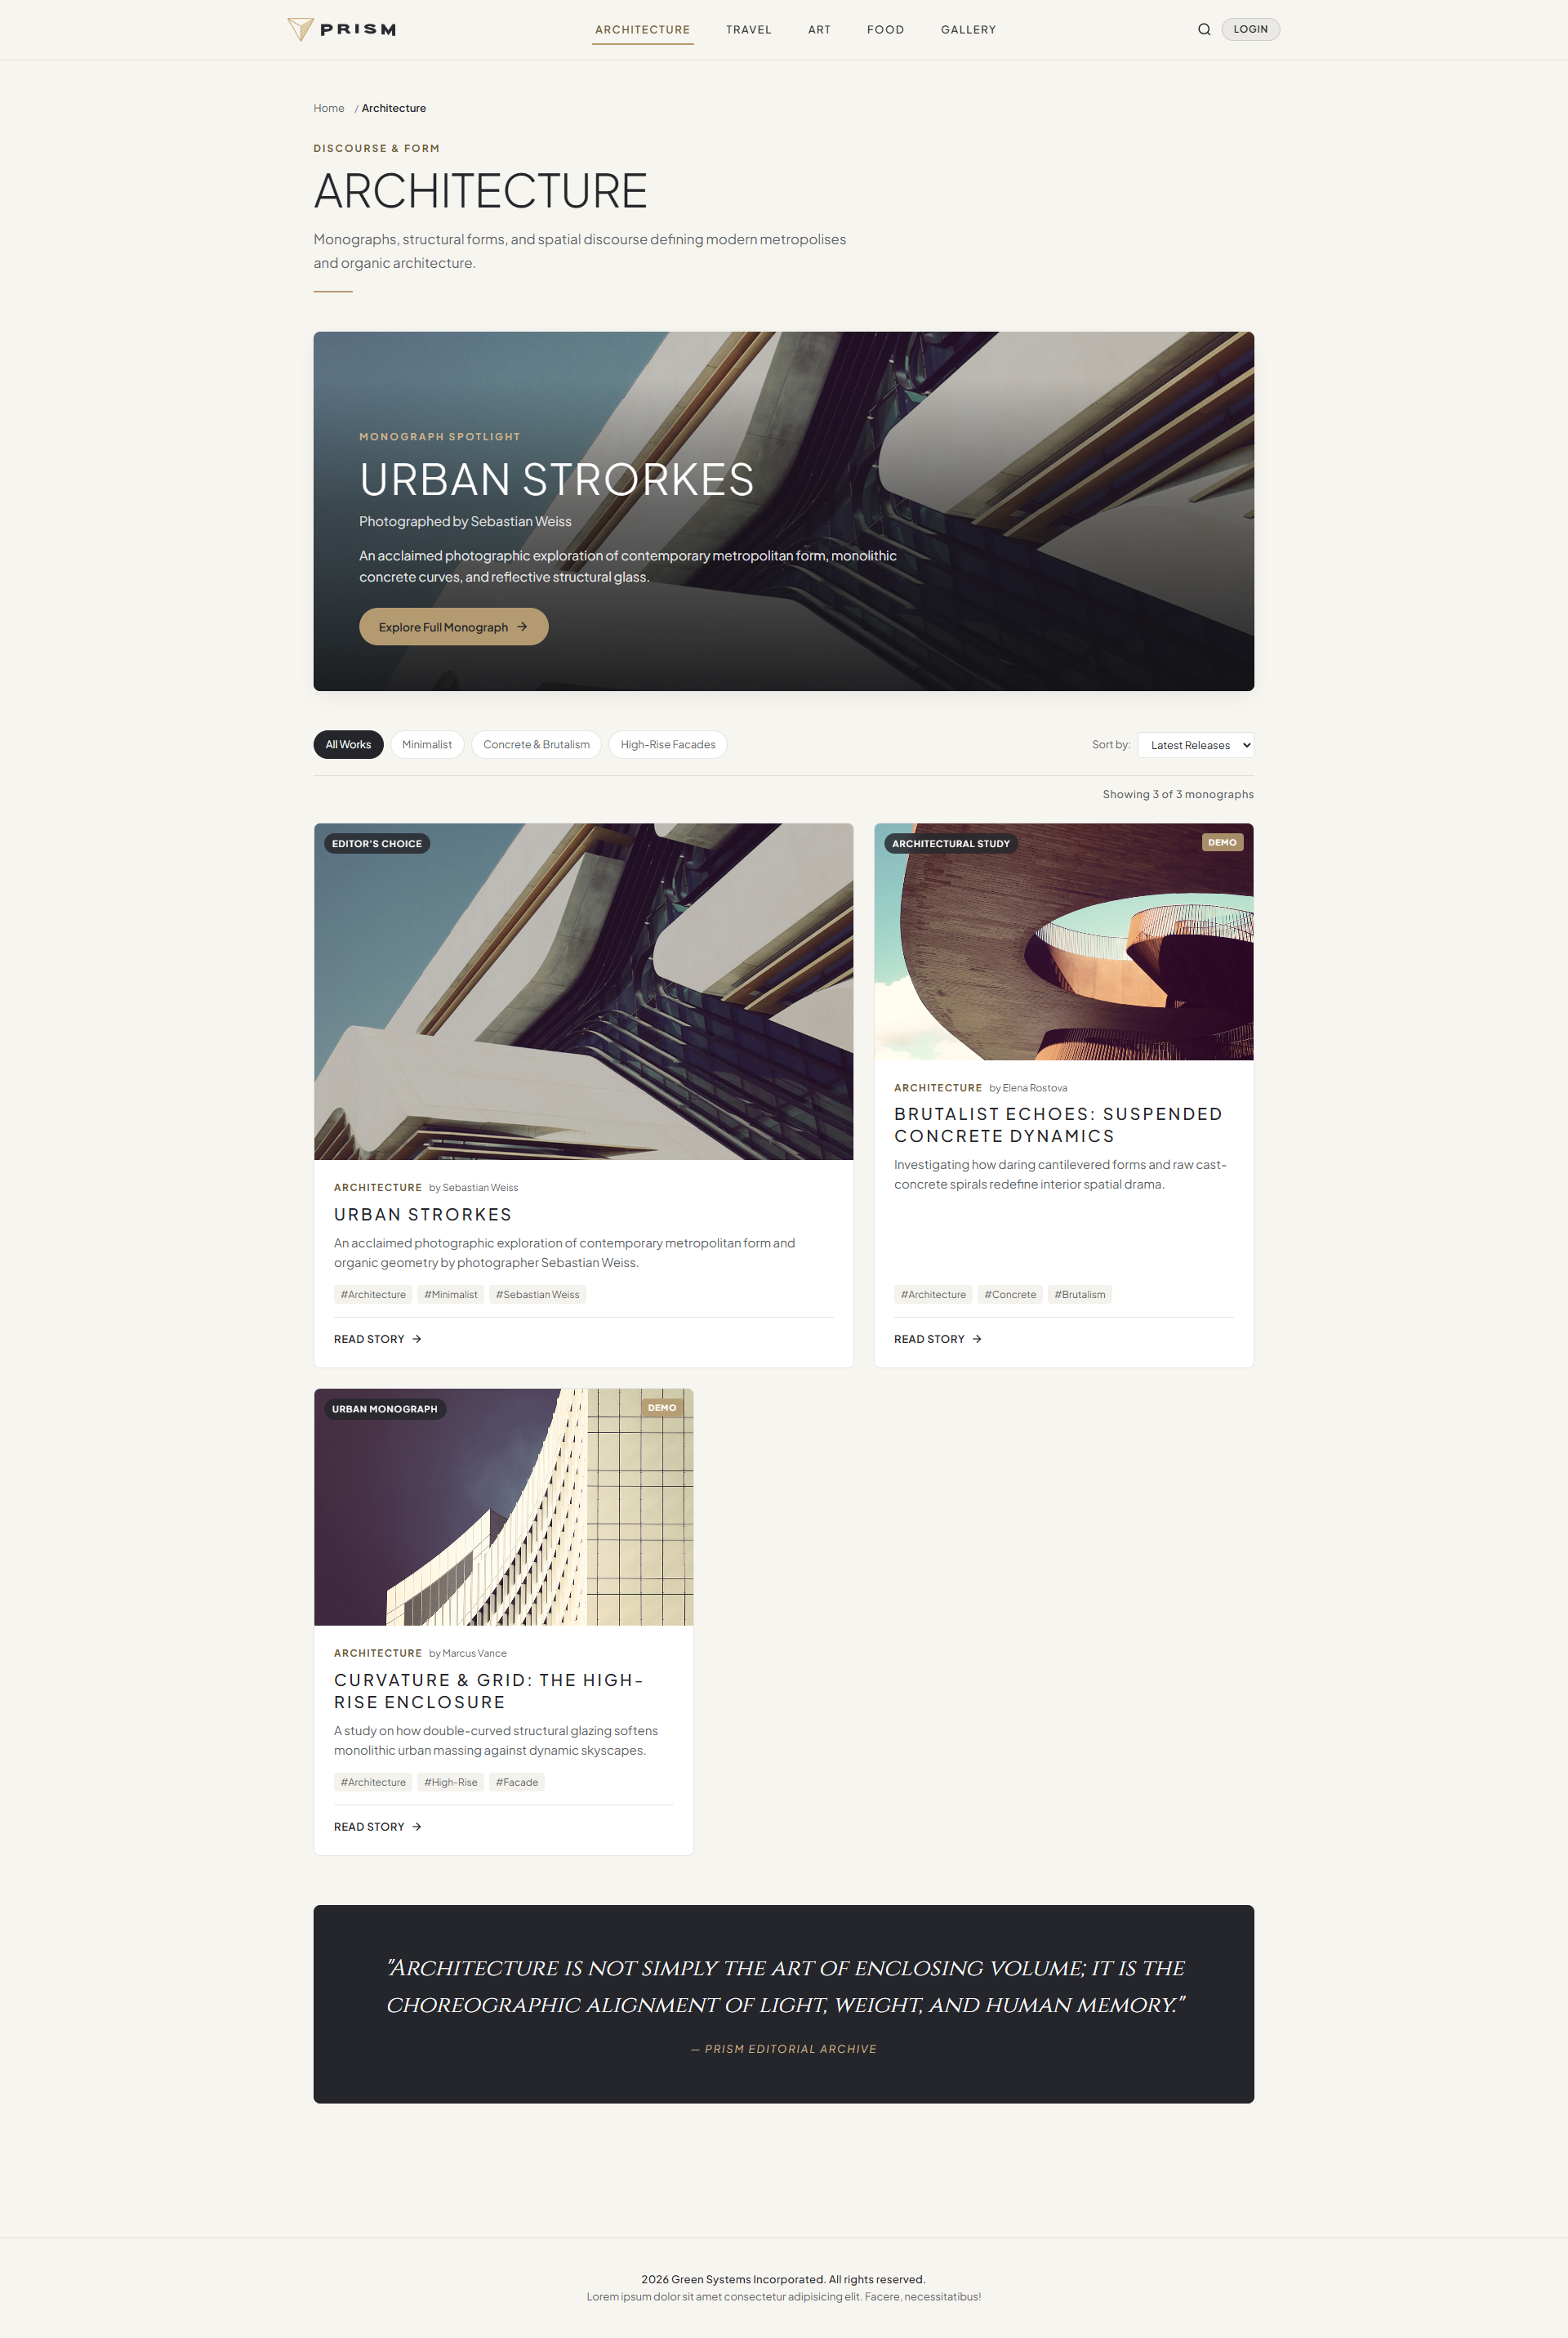 PRISM
ARCHITECTURE
TRAVEL
ART
FOOD
GALLERY
LOGIN
Home / Architecture
DISCOURSE & FORM
ARCHITECTURE
Monographs, structural forms, and spatial discourse defining modern metropolises
and organic architecture.
MONOGRAPH SPOTLIGHT
URBAN STRORKES
Photographed by Sebastian Weiss
An acclaimed photographic exploration of contemporary metropolitan form, monolithic
concrete curves, and reflective structural glass.
Explore Full Monograph →
All Works
Minimalist
Concrete & Brutalism
High-Rise Facades
Sort by: Latest Releases
Showing 3 of 3 monographs
EDITOR'S CHOICE
ARCHITECTURE by Sebastian Weiss
URBAN STRORKES
An acclaimed photographic exploration of contemporary metropolitan form and
organic geometry by photographer Sebastian Weiss.
#Architecture #Minimalist #Sebastian Weiss
READ STORY →
ARCHITECTURAL STUDY
DEMO
ARCHITECTURE by Elena Rostova
BRUTALIST ECHOES: SUSPENDED
CONCRETE DYNAMICS
Investigating how daring cantilevered forms and raw cast-
concrete spirals redefine interior spatial drama.
#Architecture #Concrete #Brutalism
READ STORY →
URBAN MONOGRAPH
DEMO
ARCHITECTURE by Marcus Vance
CURVATURE & GRID: THE HIGH-
RISE ENCLOSURE
A study on how double-curved structural glazing softens
monolithic urban massing against dynamic skyscapes.
#Architecture #High-Rise #Facade
READ STORY →
"Architecture is not simply the art of enclosing volume; it is the
choreographic alignment of light, weight, and human memory."
— PRISM EDITORIAL ARCHIVE
2026 Green Systems Incorporated. All rights reserved.
Lorem ipsum dolor sit amet consectetur adipisicing elit. Facere, necessitatibus!